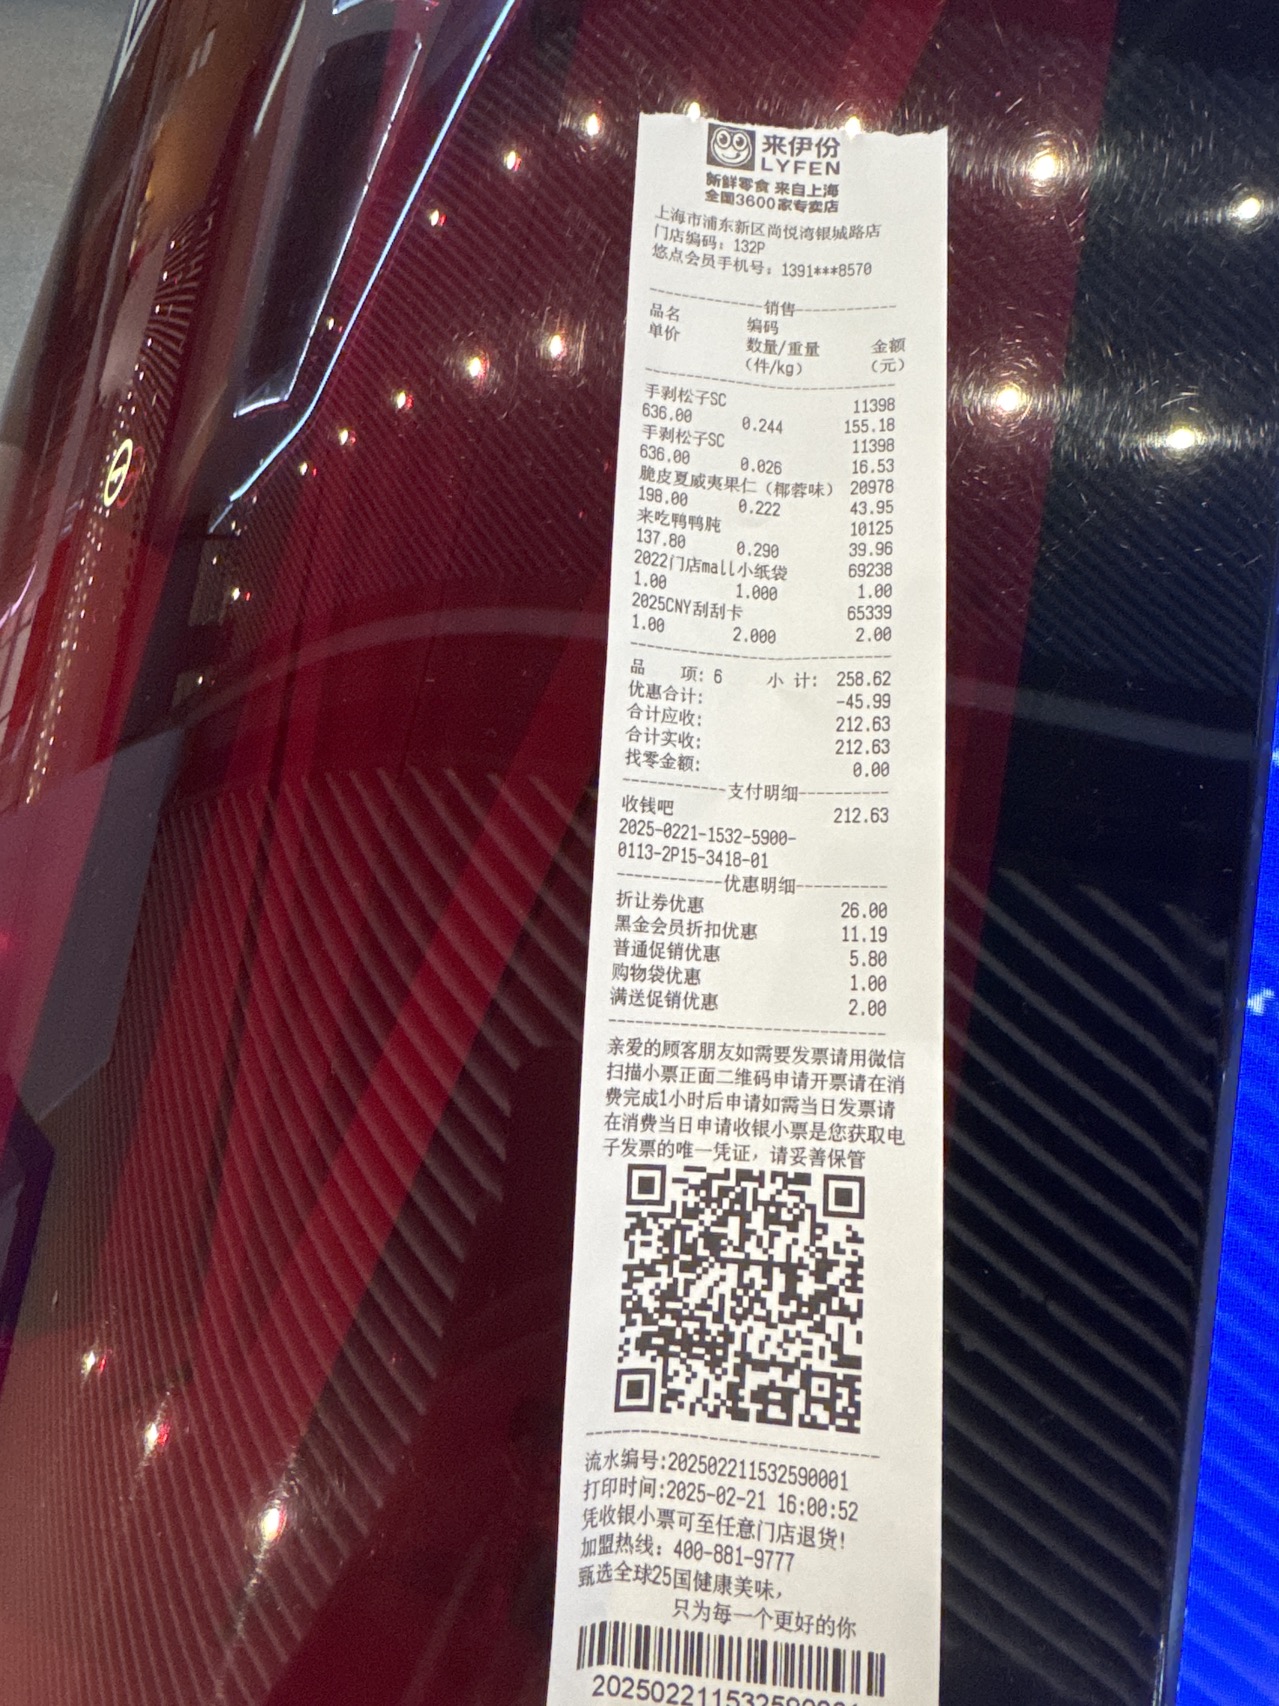 来伊份
LYFEN
新鲜零食 来自上海
全国3600家专卖店
上海市浦东新区尚悦湾银城路店
门店编码：132P
悠点会员手机号：1391***8570
销售
品名 编码
单价 数量/重量 金额
（件/kg） （元）
手剥松子SC 11398
636.00 0.244 155.18
手剥松子SC 11398
636.00 0.026 16.53
脆皮夏威夷果仁（椰蓉味） 20978
198.00 0.222 43.95
来吃鸭鸭肫 10125
137.80 0.290 39.96
2022门店mall小纸袋 69238
1.00 1.000 1.00
2025CNY刮刮卡 65339
1.00 2.000 2.00
品 项: 6 小 计: 258.62
优惠合计: -45.99
合计应收: 212.63
合计实收: 212.63
找零金额: 0.00
支付明细
收钱吧 212.63
2025-0221-1532-5900-
0113-2P15-3418-01
优惠明细
折让券优惠 26.00
黑金会员折扣优惠 11.19
普通促销优惠 5.80
购物袋优惠 1.00
满送促销优惠 2.00
亲爱的顾客朋友如需要发票请用微信
扫描小票正面二维码申请开票请在消
费完成1小时后申请如需当日发票请
在消费当日申请收银小票是您获取电
子发票的唯一凭证，请妥善保管
流水编号:202502211532590001
打印时间:2025-02-21 16:00:52
凭收银小票可至任意门店退货！
加盟热线：400-881-9777
甄选全球25国健康美味，
只为每一个更好的你
202502211532590001